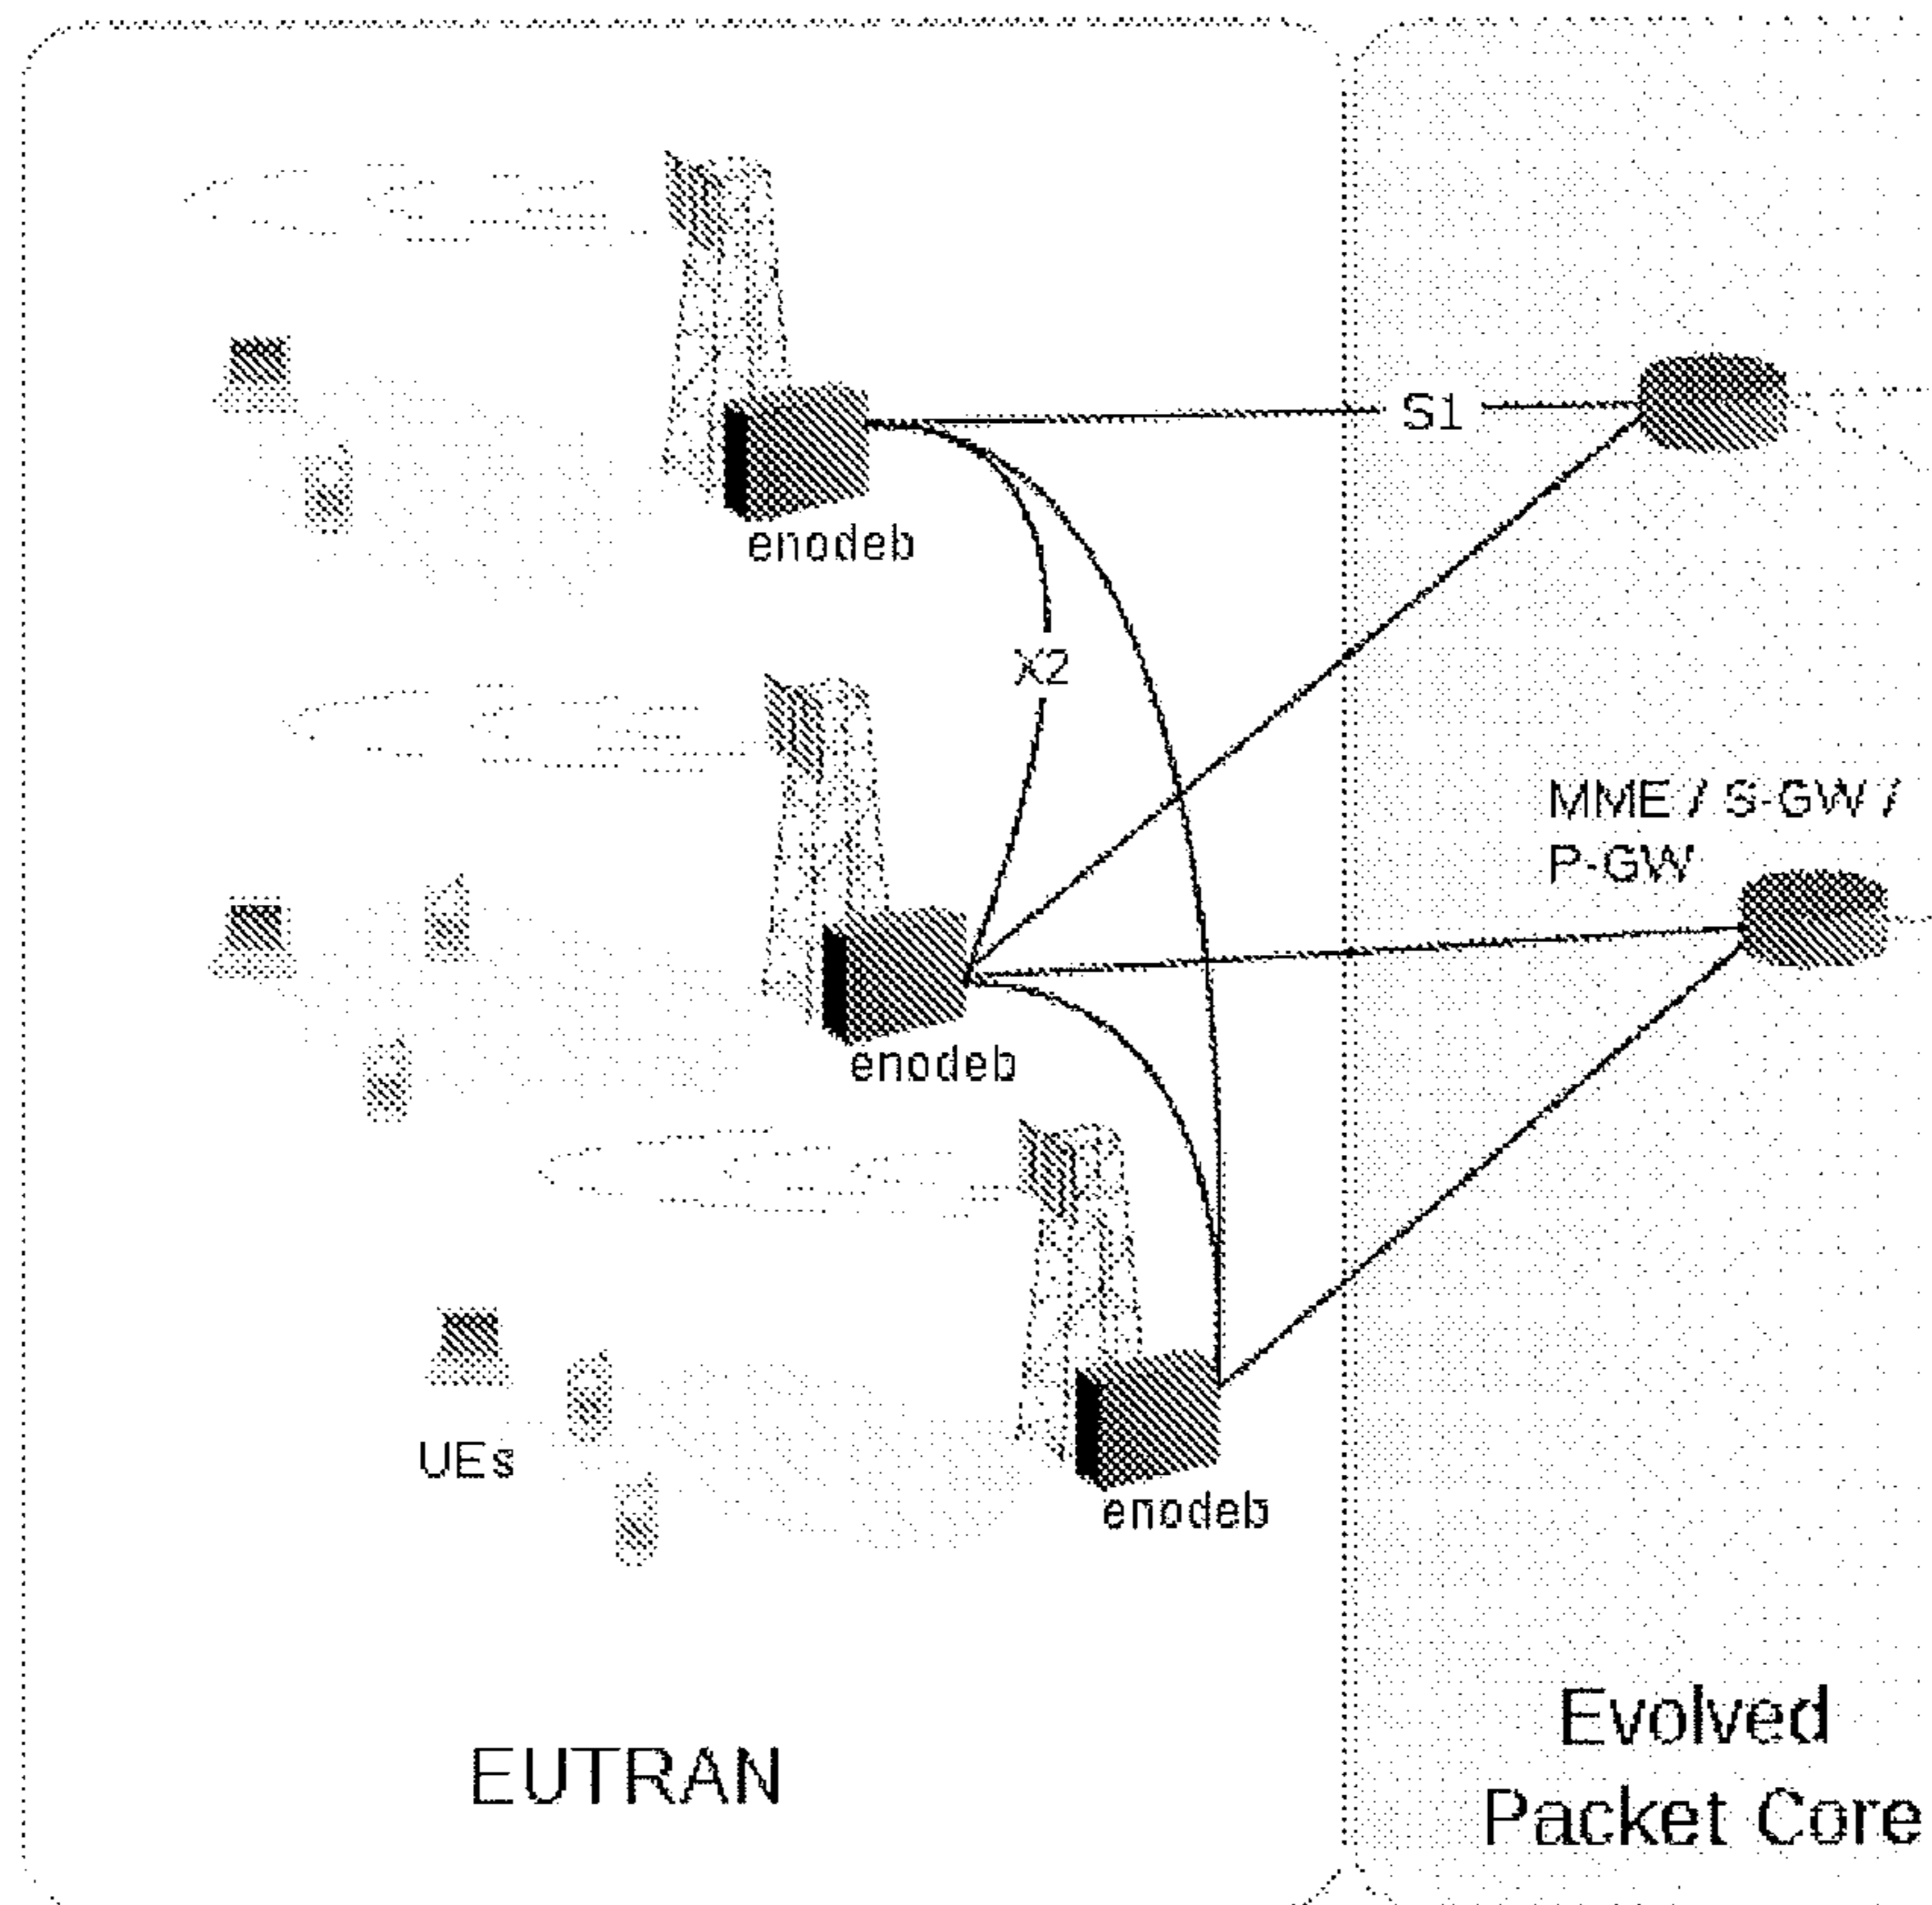 S1
enodeb
X2
MME / S-GW /
P-GW
enodeb
UEs
enodeb
Evolved
Packet Core
EUTRAN